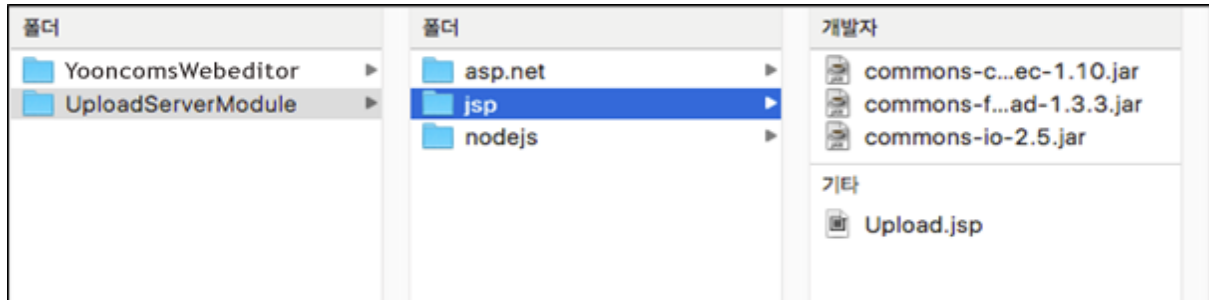 폴더
YooncomsWebeditor
UploadServerModule
폴더
asp.net
jsp
nodejs
개발자
commons-c...ec-1.10.jar
commons-f...ad-1.3.3.jar
commons-io-2.5.jar
기타
Upload.jsp